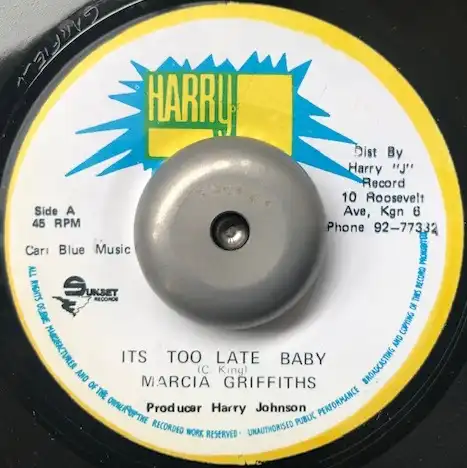 HARRY
Dist By
Harry "J"
Record
10 Roosevelt
Ave, Kgn 6
Phone 92-77332
Side A
45 RPM
Cari Blue Music
SUNSET
RECORDS
ITS TOO LATE BABY
(C. King)
MARCIA GRIFFITHS
Producer Harry Johnson
ALL RIGHTS OF THE MANUFACTURER AND OF THE OWNER OF THE RECORDED WORK RESERVED - UNAUTHORISED PUBLIC PERFORMANCE BROADCASTING AND COPYING OF THIS RECORD PROHIBITED